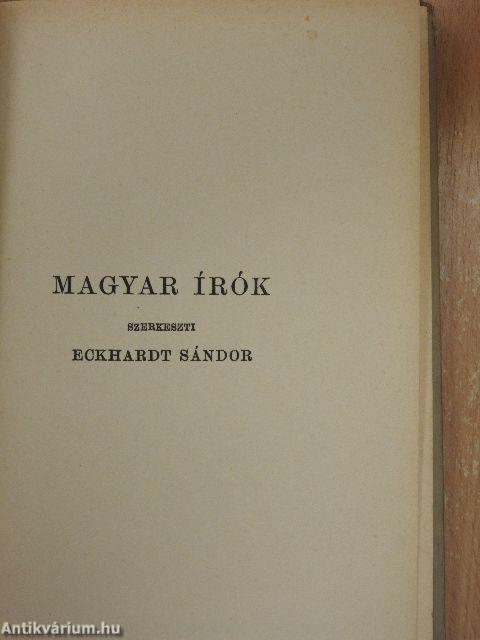 MAGYAR ÍRÓK
SZERKESZTI
ECKHARDT SÁNDOR
Antikvárium.hu